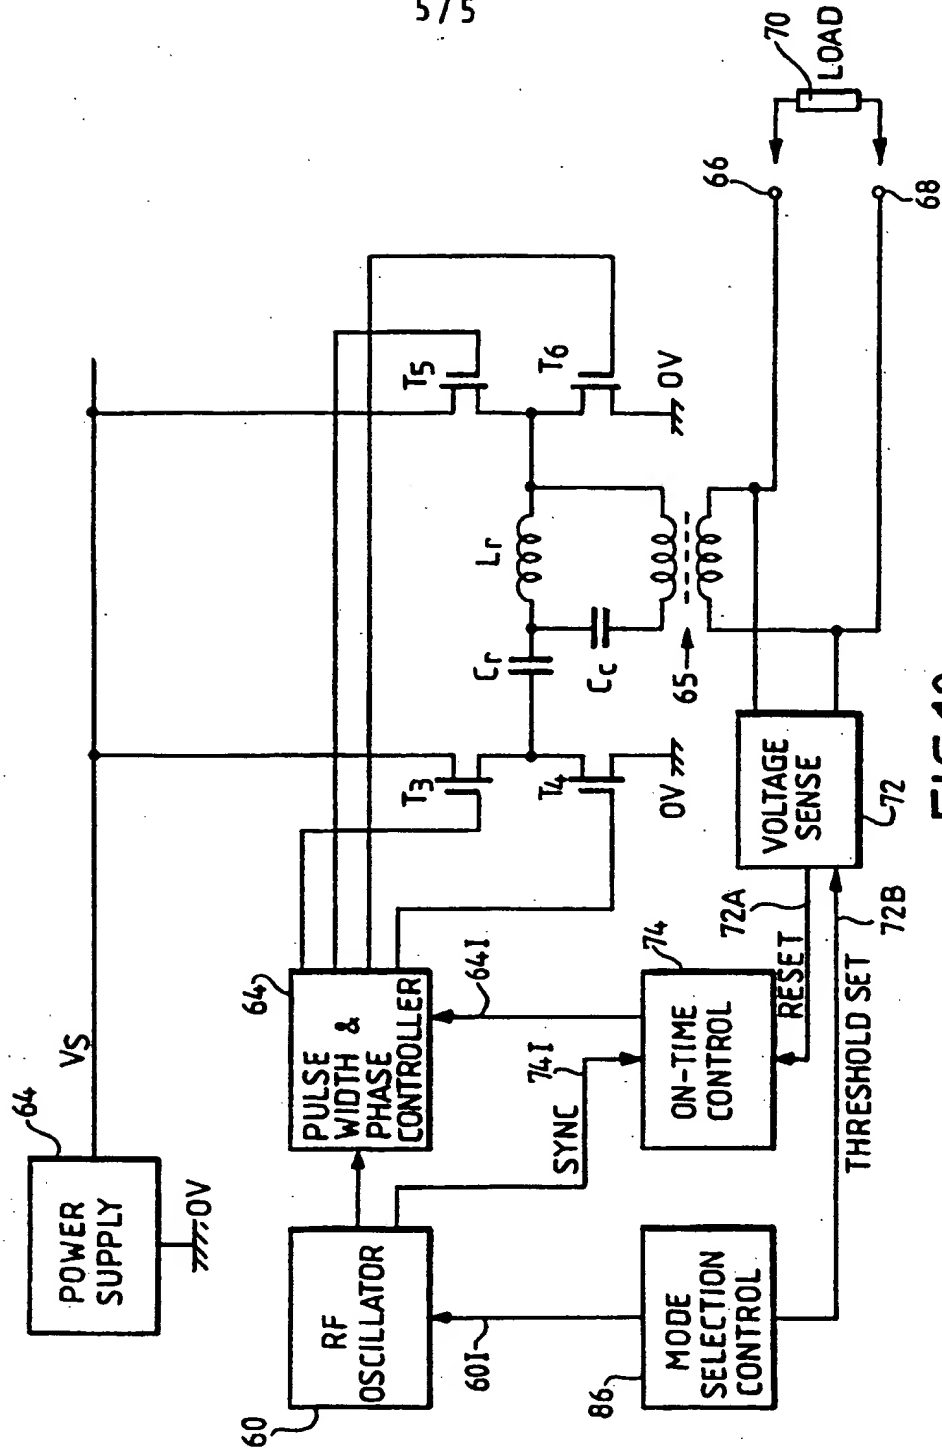 5/5
64
POWER
SUPPLY
0V
VS
RF
OSCILLATOR
60
64
PULSE
WIDTH &
PHASE
CONTROLLER
T3
T4
T5
T6
0V
0V
Cr
Lr
Cc
65
66
68
70
LOAD
SYNC
74I
64I
60I
86
MODE
SELECTION
CONTROL
74
ON-TIME
CONTROL
RESET
72A
THRESHOLD SET
72B
VOLTAGE
SENSE
72